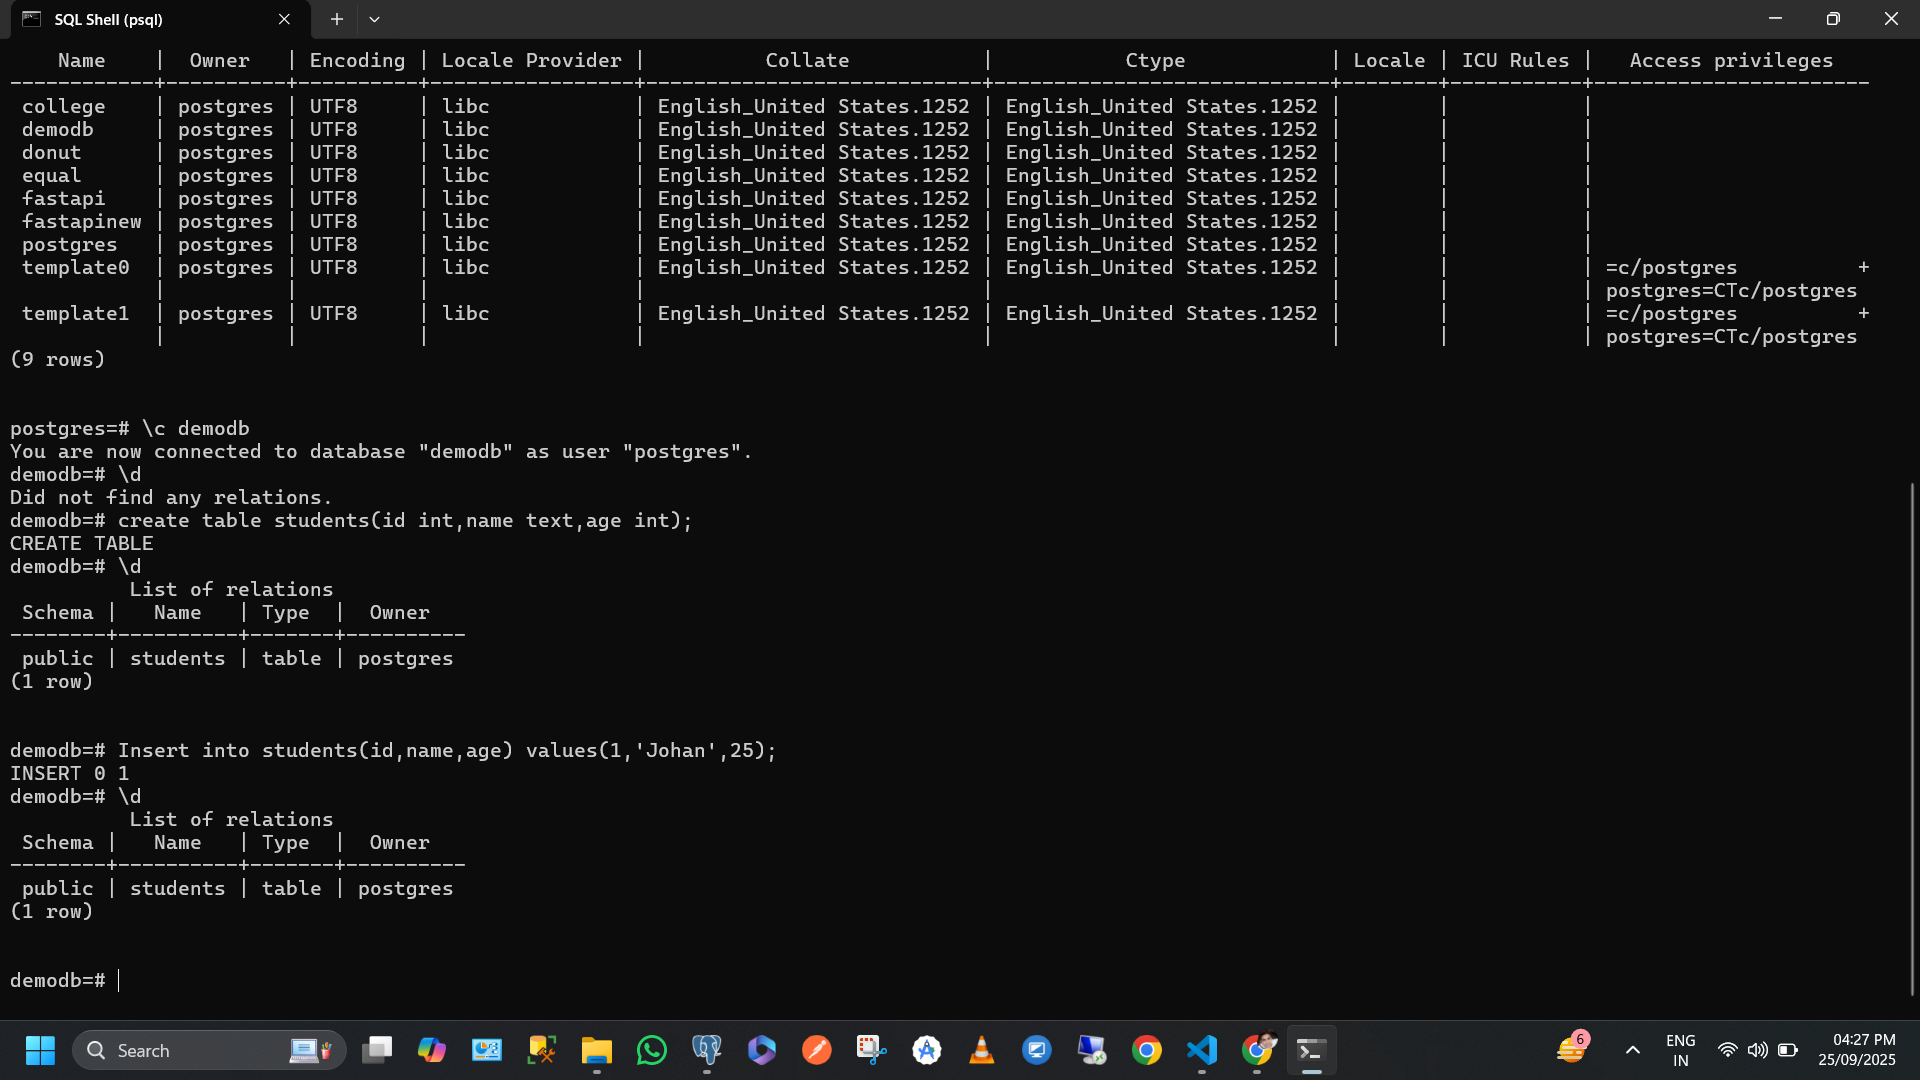 SQL Shell (psql)
   Name    |  Owner   | Encoding | Locale Provider |          Collate           |           Ctype            | Locale | ICU Rules |   Access privileges
------------+----------+----------+-----------------+----------------------------+----------------------------+--------+-----------+-----------------------
 college    | postgres | UTF8     | libc            | English_United States.1252 | English_United States.1252 |        |           |
 demodb     | postgres | UTF8     | libc            | English_United States.1252 | English_United States.1252 |        |           |
 donut      | postgres | UTF8     | libc            | English_United States.1252 | English_United States.1252 |        |           |
 equal      | postgres | UTF8     | libc            | English_United States.1252 | English_United States.1252 |        |           |
 fastapi    | postgres | UTF8     | libc            | English_United States.1252 | English_United States.1252 |        |           |
 fastapinew | postgres | UTF8     | libc            | English_United States.1252 | English_United States.1252 |        |           |
 postgres   | postgres | UTF8     | libc            | English_United States.1252 | English_United States.1252 |        |           |
 template0  | postgres | UTF8     | libc            | English_United States.1252 | English_United States.1252 |        |           | =c/postgres          +
            |          |          |                 |                            |                            |        |           | postgres=CTc/postgres
 template1  | postgres | UTF8     | libc            | English_United States.1252 | English_United States.1252 |        |           | =c/postgres          +
            |          |          |                 |                            |                            |        |           | postgres=CTc/postgres
(9 rows)
postgres=# \c demodb
You are now connected to database "demodb" as user "postgres".
demodb=# \d
Did not find any relations.
demodb=# create table students(id int,name text,age int);
CREATE TABLE
demodb=# \d
          List of relations
 Schema |   Name   | Type  |  Owner
--------+----------+-------+----------
 public | students | table | postgres
(1 row)
demodb=# Insert into students(id,name,age) values(1,'Johan',25);
INSERT 0 1
demodb=# \d
          List of relations
 Schema |   Name   | Type  |  Owner
--------+----------+-------+----------
 public | students | table | postgres
(1 row)
demodb=#
Search
6
ENG
IN
04:27 PM
25/09/2025